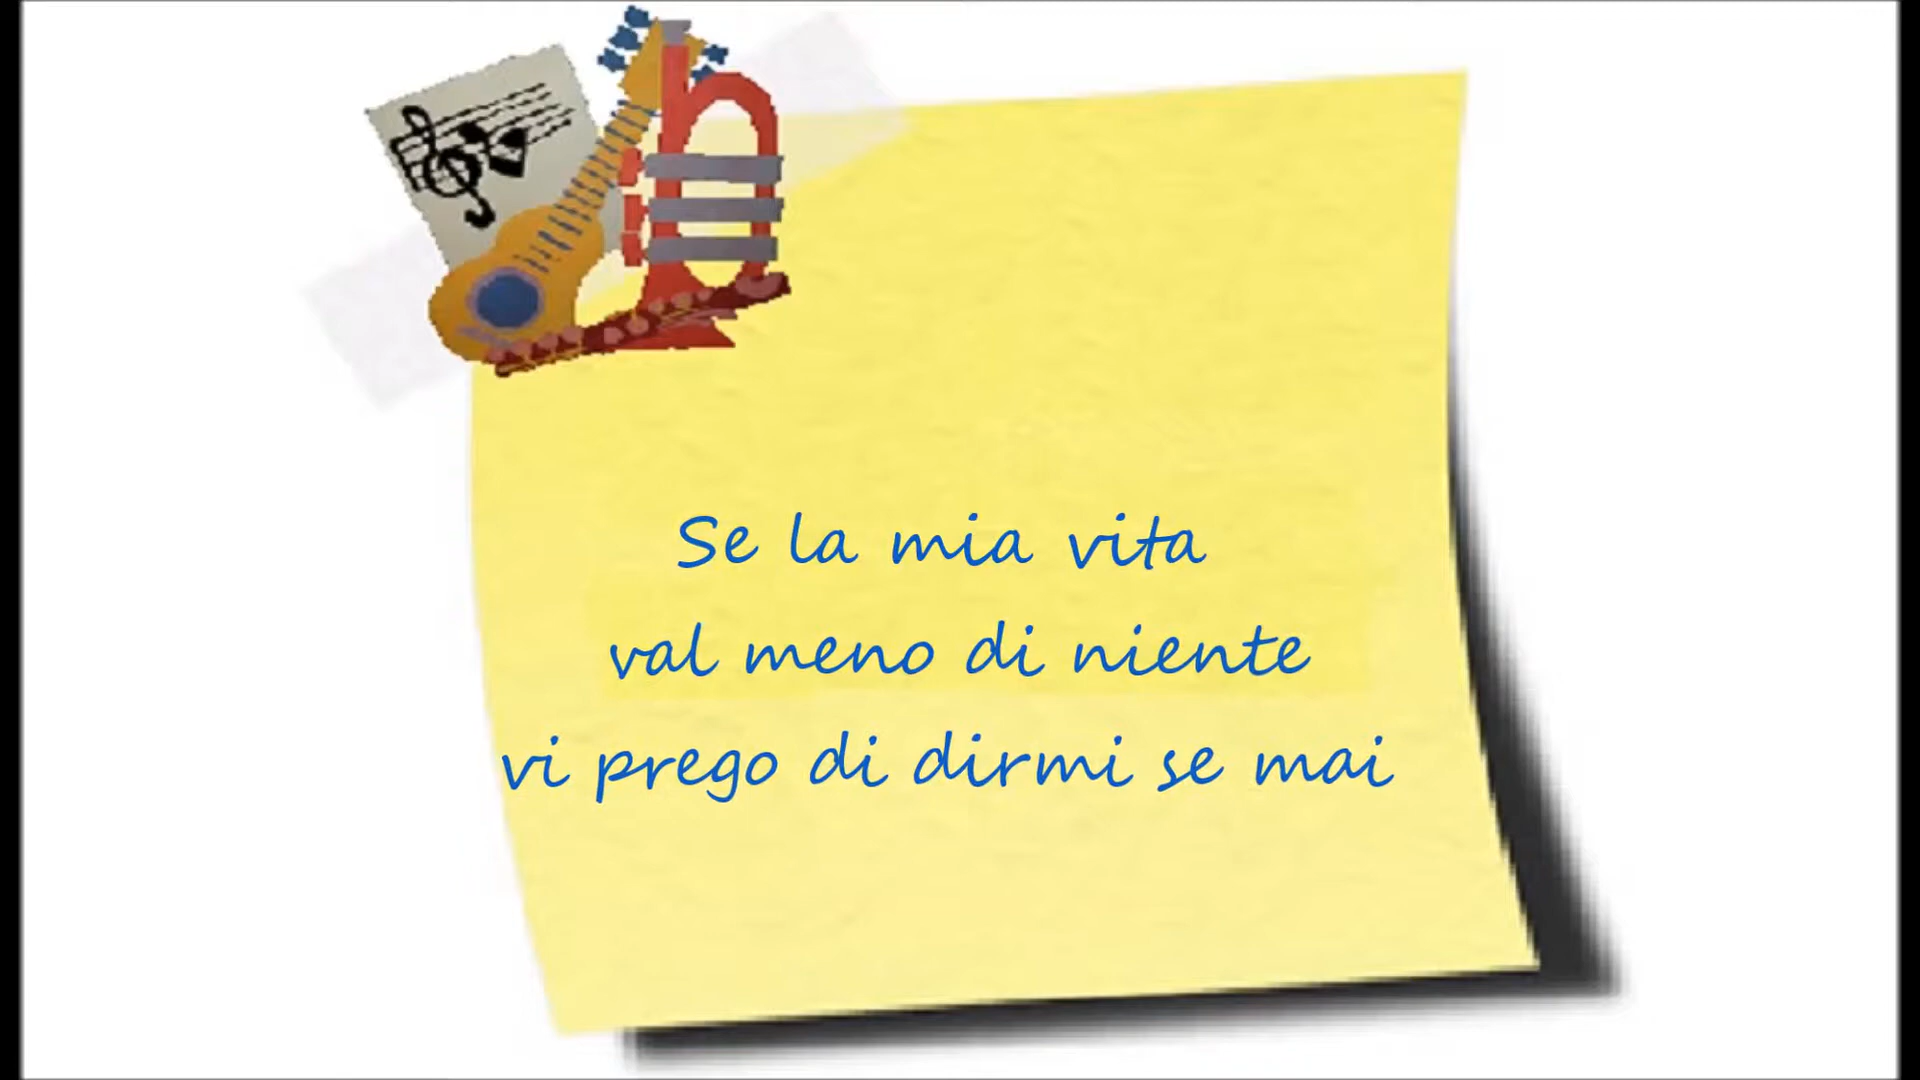 Se la mia vita
val meno di niente
vi prego di dirmi se mai